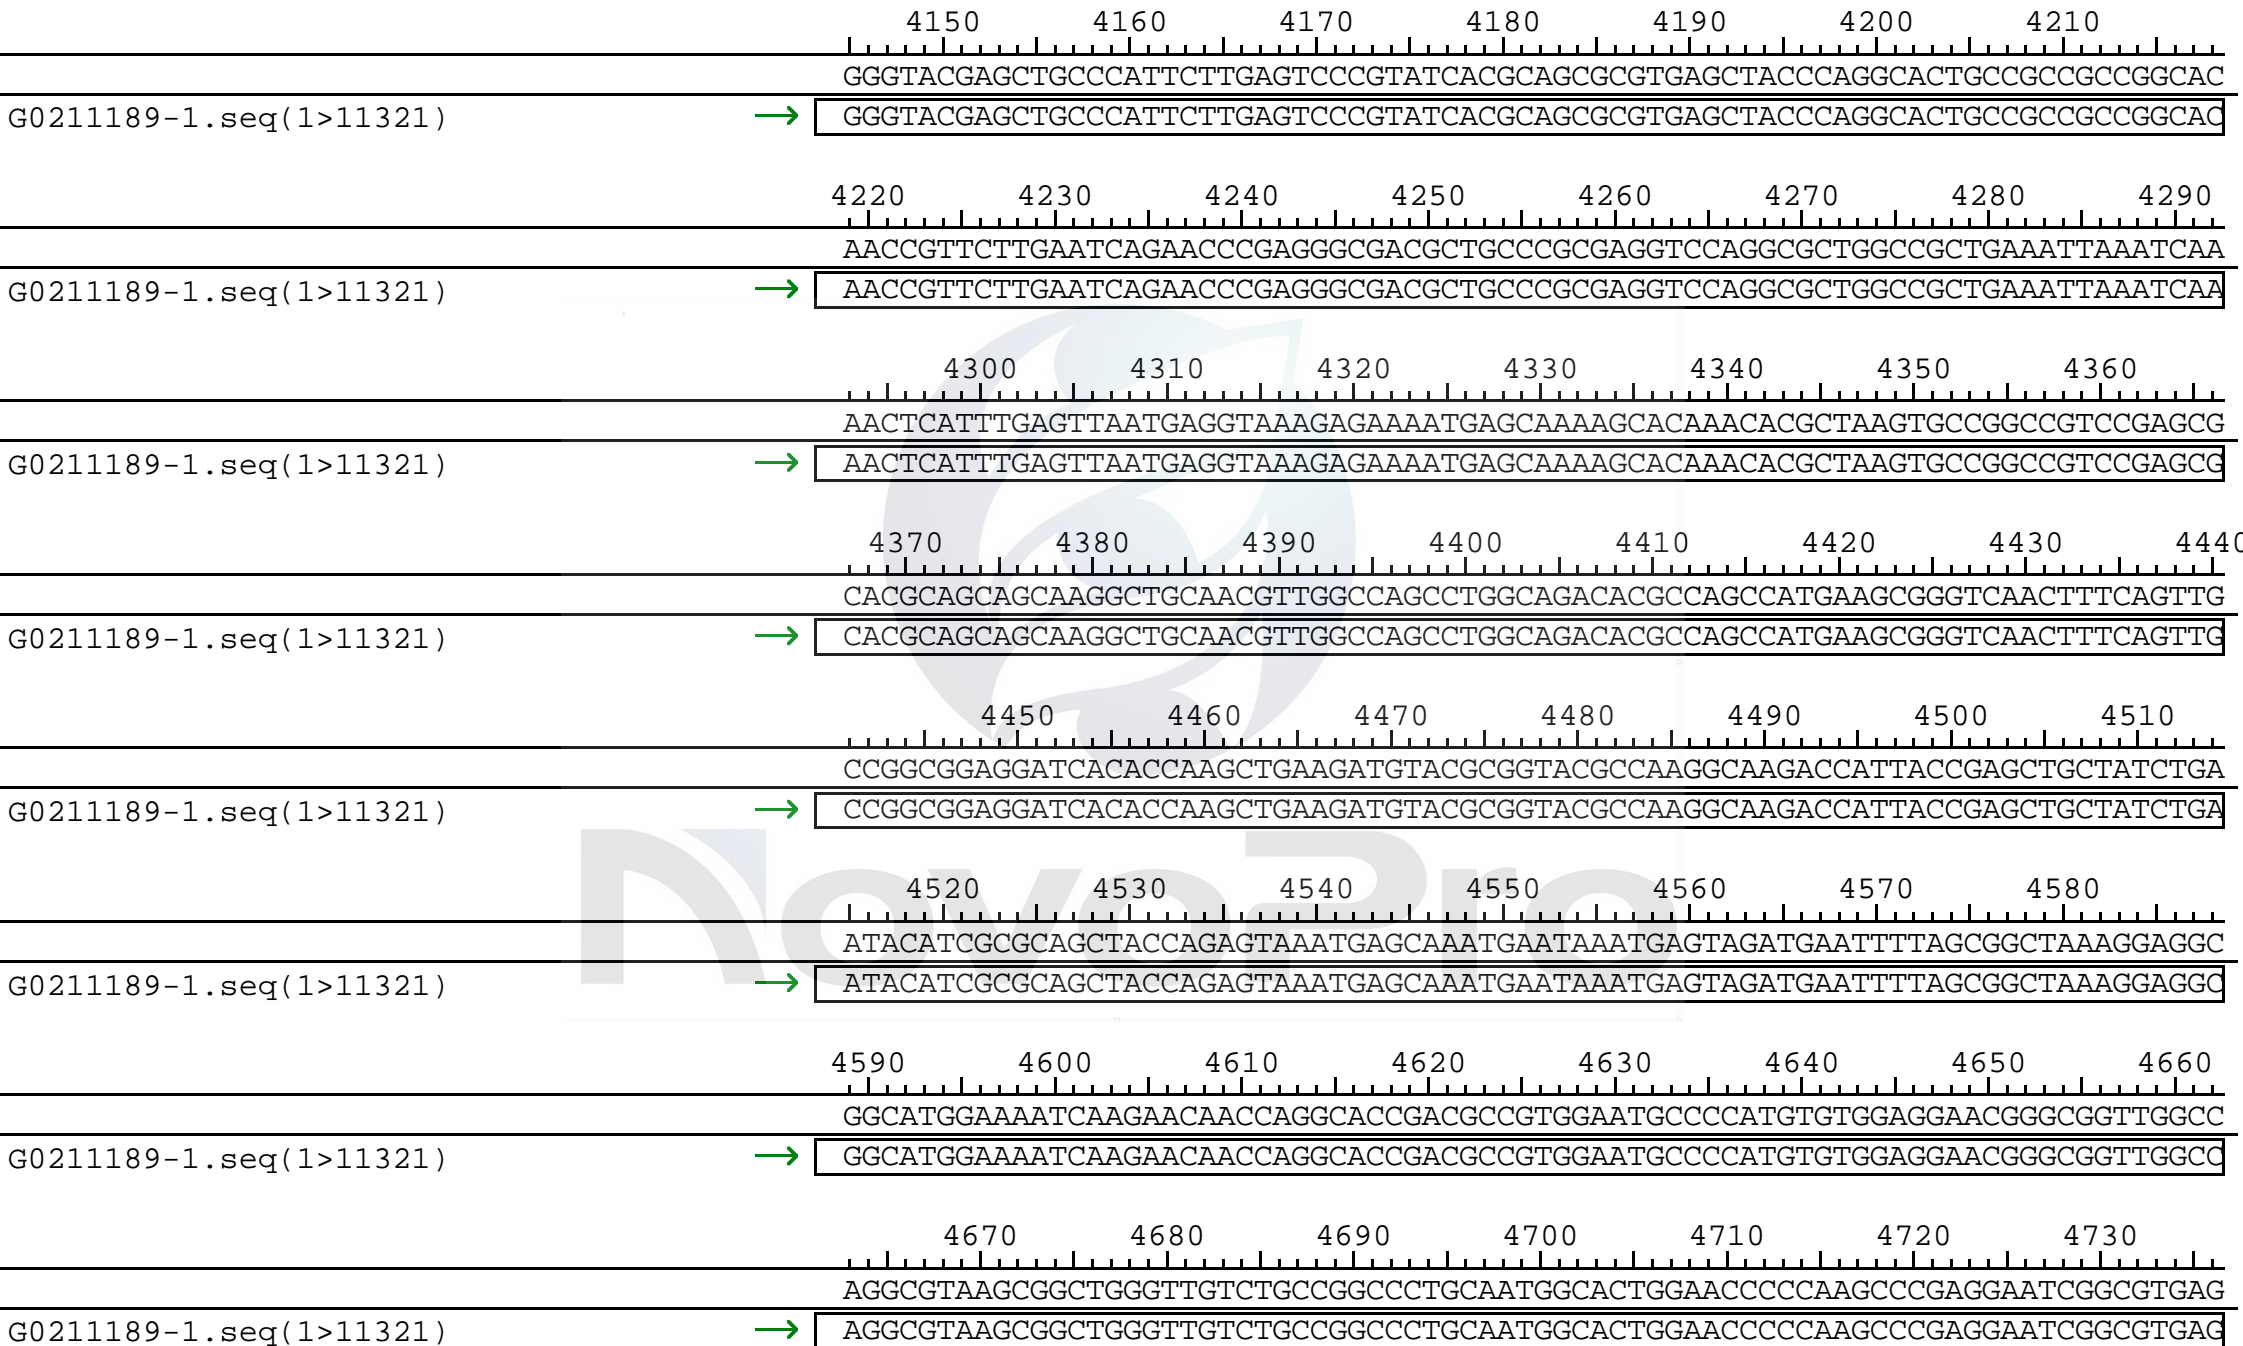 4150 4160 4170 4180 4190 4200 4210
GGGTACGAGCTGCCCATTCTTGAGTCCCGTATCACGCAGCGCGTGAGCTACCCAGGCACTGCCGCCGCCGGCAC
G0211189-1.seq(1>11321) → GGGTACGAGCTGCCCATTCTTGAGTCCCGTATCACGCAGCGCGTGAGCTACCCAGGCACTGCCGCCGCCGGCAC
4220 4230 4240 4250 4260 4270 4280 4290
AACCGTTCTTGAATCAGAACCCGAGGGCGACGCTGCCCGCGAGGTCCAGGCGCTGGCCGCTGAAATTAAATCAA
G0211189-1.seq(1>11321) → AACCGTTCTTGAATCAGAACCCGAGGGCGACGCTGCCCGCGAGGTCCAGGCGCTGGCCGCTGAAATTAAATCAA
4300 4310 4320 4330 4340 4350 4360
AACTCATTTGAGTTAATGAGGTAAAGAGAAAATGAGCAAAAGCACAAACACGCTAAGTGCCGGCCGTCCGAGCG
G0211189-1.seq(1>11321) → AACTCATTTGAGTTAATGAGGTAAAGAGAAAATGAGCAAAAGCACAAACACGCTAAGTGCCGGCCGTCCGAGCG
4370 4380 4390 4400 4410 4420 4430 4440
CACGCAGCAGCAAGGCTGCAACGTTGGCCAGCCTGGCAGACACGCCAGCCATGAAGCGGGTCAACTTTCAGTTG
G0211189-1.seq(1>11321) → CACGCAGCAGCAAGGCTGCAACGTTGGCCAGCCTGGCAGACACGCCAGCCATGAAGCGGGTCAACTTTCAGTTG
4450 4460 4470 4480 4490 4500 4510
CCGGCGGAGGATCACACCAAGCTGAAGATGTACGCGGTACGCCAAGGCAAGACCATTACCGAGCTGCTATCTGA
G0211189-1.seq(1>11321) → CCGGCGGAGGATCACACCAAGCTGAAGATGTACGCGGTACGCCAAGGCAAGACCATTACCGAGCTGCTATCTGA
NovoPro
4520 4530 4540 4550 4560 4570 4580
ATACATCGCGCAGCTACCAGAGTAAATGAGCAAATGAATAAATGAGTAGATGAATTTTAGCGGCTAAAGGAGGC
G0211189-1.seq(1>11321) → ATACATCGCGCAGCTACCAGAGTAAATGAGCAAATGAATAAATGAGTAGATGAATTTTAGCGGCTAAAGGAGGC
4590 4600 4610 4620 4630 4640 4650 4660
GGCATGGAAAATCAAGAACAACCAGGCACCGACGCCGTGGAATGCCCCATGTGTGGAGGAACGGGCGGTTGGCC
G0211189-1.seq(1>11321) → GGCATGGAAAATCAAGAACAACCAGGCACCGACGCCGTGGAATGCCCCATGTGTGGAGGAACGGGCGGTTGGCC
4670 4680 4690 4700 4710 4720 4730
AGGCGTAAGCGGCTGGGTTGTCTGCCGGCCCTGCAATGGCACTGGAACCCCCAAGCCCGAGGAATCGGCGTGAG
G0211189-1.seq(1>11321) → AGGCGTAAGCGGCTGGGTTGTCTGCCGGCCCTGCAATGGCACTGGAACCCCCAAGCCCGAGGAATCGGCGTGAG